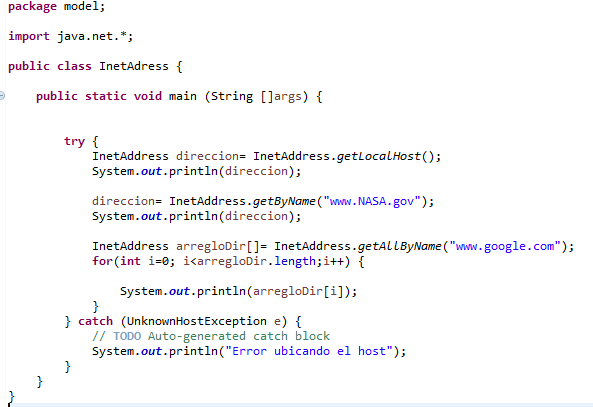 package model;
import java.net.*;
public class InetAdress {
public static void main (String []args) {
try {
InetAddress direccion= InetAddress.getLocalHost();
System.out.println(direccion);
direccion= InetAddress.getByName("www.NASA.gov");
System.out.println(direccion);
InetAddress arregloDir[]= InetAddress.getAllByName("www.google.com");
for(int i=0; i<arregloDir.length;i++) {
System.out.println(arregloDir[i]);
}
} catch (UnknownHostException e) {
// TODO Auto-generated catch block
System.out.println("Error ubicando el host");
}
}
}